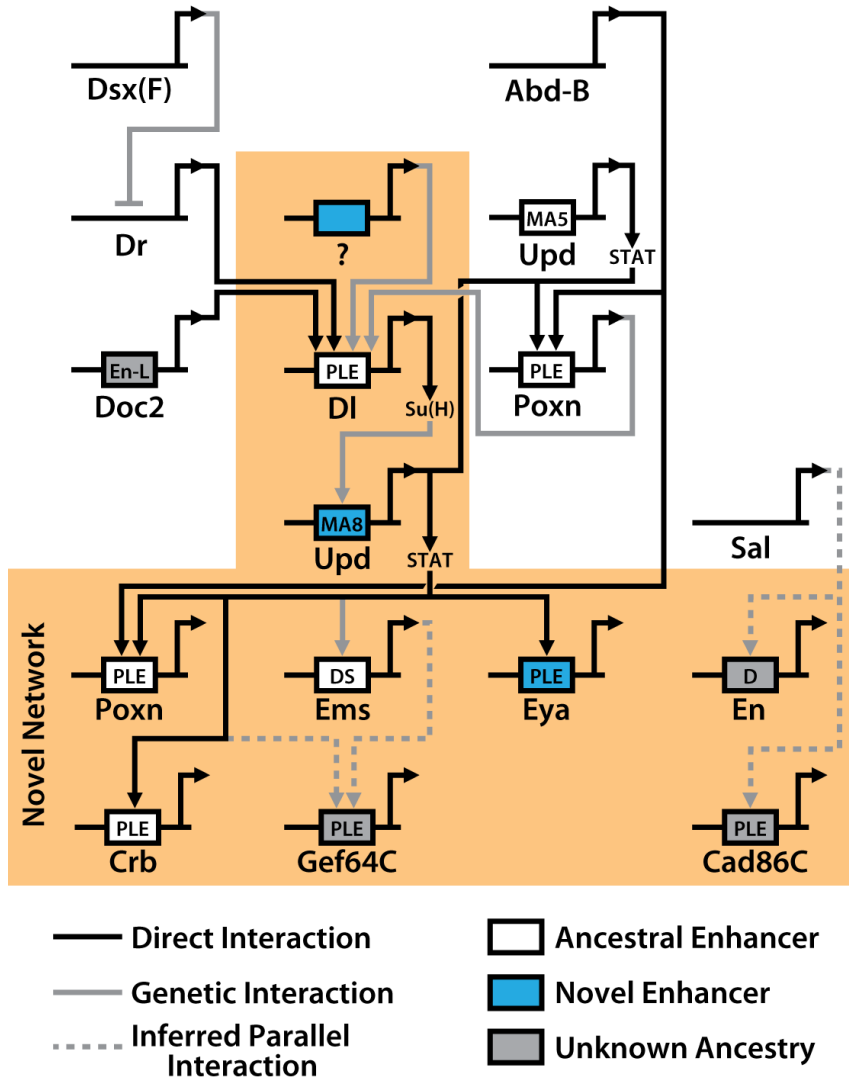 Dsx(F)
Abd-B
Dr
?
MA5
Upd
STAT
En-L
Doc2
PLE
Dl
Su(H)
PLE
Poxn
MA8
Upd
STAT
Sal
Novel Network
PLE
Poxn
DS
Ems
PLE
Eya
D
En
PLE
Crb
PLE
Gef64C
PLE
Cad86C
Direct Interaction
Genetic Interaction
Inferred Parallel
Interaction
Ancestral Enhancer
Novel Enhancer
Unknown Ancestry